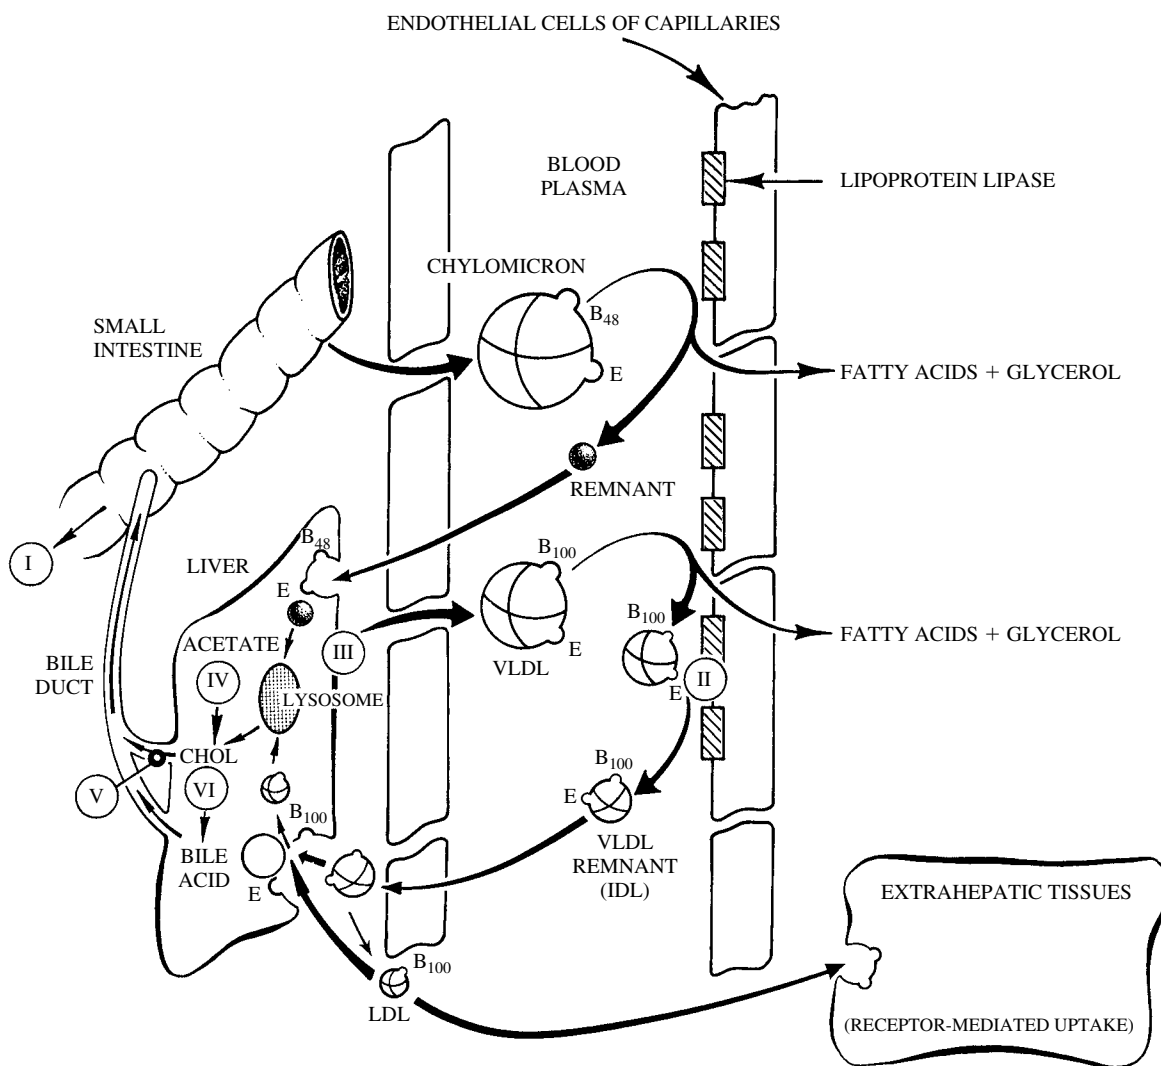 ENDOTHELIAL CELLS OF CAPILLARIES
BLOOD
PLASMA
LIPOPROTEIN LIPASE
CHYLOMICRON
B48
E
SMALL
INTESTINE
FATTY ACIDS + GLYCEROL
REMNANT
I
LIVER
B48
E
B100
E
VLDL
B100
E
II
FATTY ACIDS + GLYCEROL
ACETATE
III
BILE
DUCT
IV
LYSOSOME
CHOL
V
VI
B100
BILE
ACID
E
B100
E
VLDL
REMNANT
(IDL)
EXTRAHEPATIC TISSUES
B100
LDL
(RECEPTOR-MEDIATED UPTAKE)